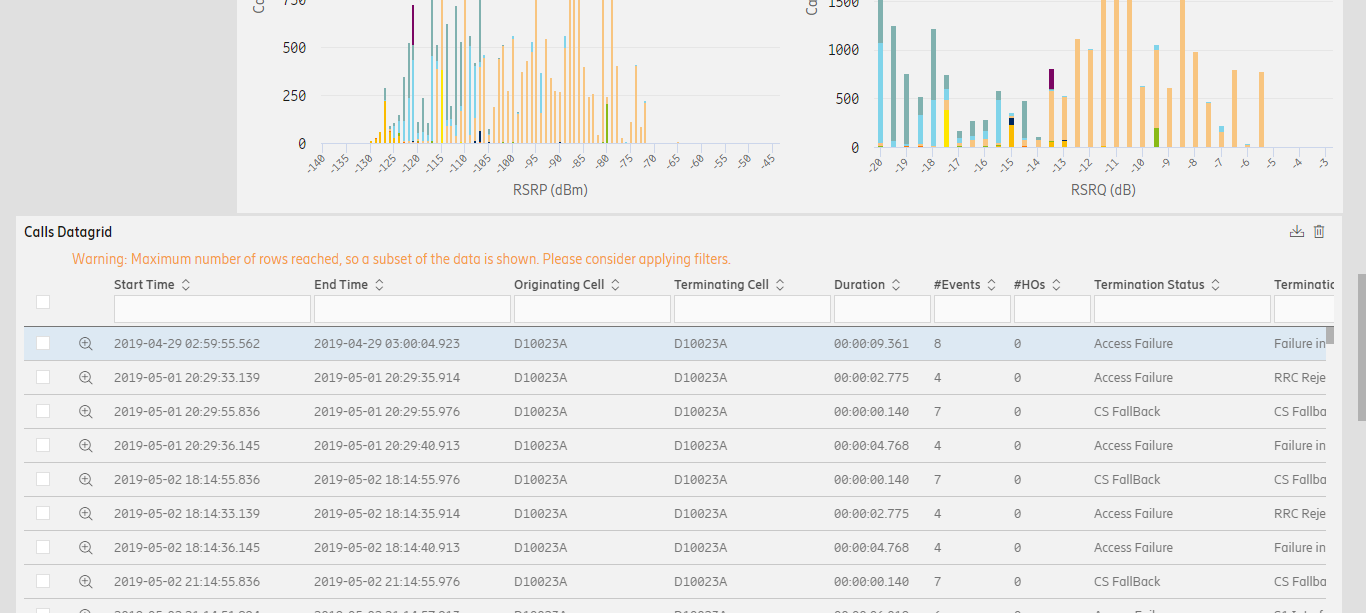 750
500
250
0
-140 -135 -130 -125 -120 -115 -110 -105 -100 -95 -90 -85 -80 -75 -70 -65 -60 -55 -50 -45
RSRP (dBm)
1500
1000
500
0
-20 -19 -18 -17 -16 -15 -14 -13 -12 -11 -10 -9 -8 -7 -6 -5 -4 -3
RSRQ (dB)
Calls Datagrid
Warning: Maximum number of rows reached, so a subset of the data is shown. Please consider applying filters.
Start Time End Time Originating Cell Terminating Cell Duration #Events #HOs Termination Status Terminatic
2019-04-29 02:59:55.562 2019-04-29 03:00:04.923 D10023A D10023A 00:00:09.361 8 0 Access Failure Failure in
2019-05-01 20:29:33.139 2019-05-01 20:29:35.914 D10023A D10023A 00:00:02.775 4 0 Access Failure RRC Reje
2019-05-01 20:29:55.836 2019-05-01 20:29:55.976 D10023A D10023A 00:00:00.140 7 0 CS FallBack CS Fallba
2019-05-01 20:29:36.145 2019-05-01 20:29:40.913 D10023A D10023A 00:00:04.768 4 0 Access Failure Failure in
2019-05-02 18:14:55.836 2019-05-02 18:14:55.976 D10023A D10023A 00:00:00.140 7 0 CS FallBack CS Fallba
2019-05-02 18:14:33.139 2019-05-02 18:14:35.914 D10023A D10023A 00:00:02.775 4 0 Access Failure RRC Reje
2019-05-02 18:14:36.145 2019-05-02 18:14:40.913 D10023A D10023A 00:00:04.768 4 0 Access Failure Failure in
2019-05-02 21:14:55.836 2019-05-02 21:14:55.976 D10023A D10023A 00:00:00.140 7 0 CS FallBack CS Fallba